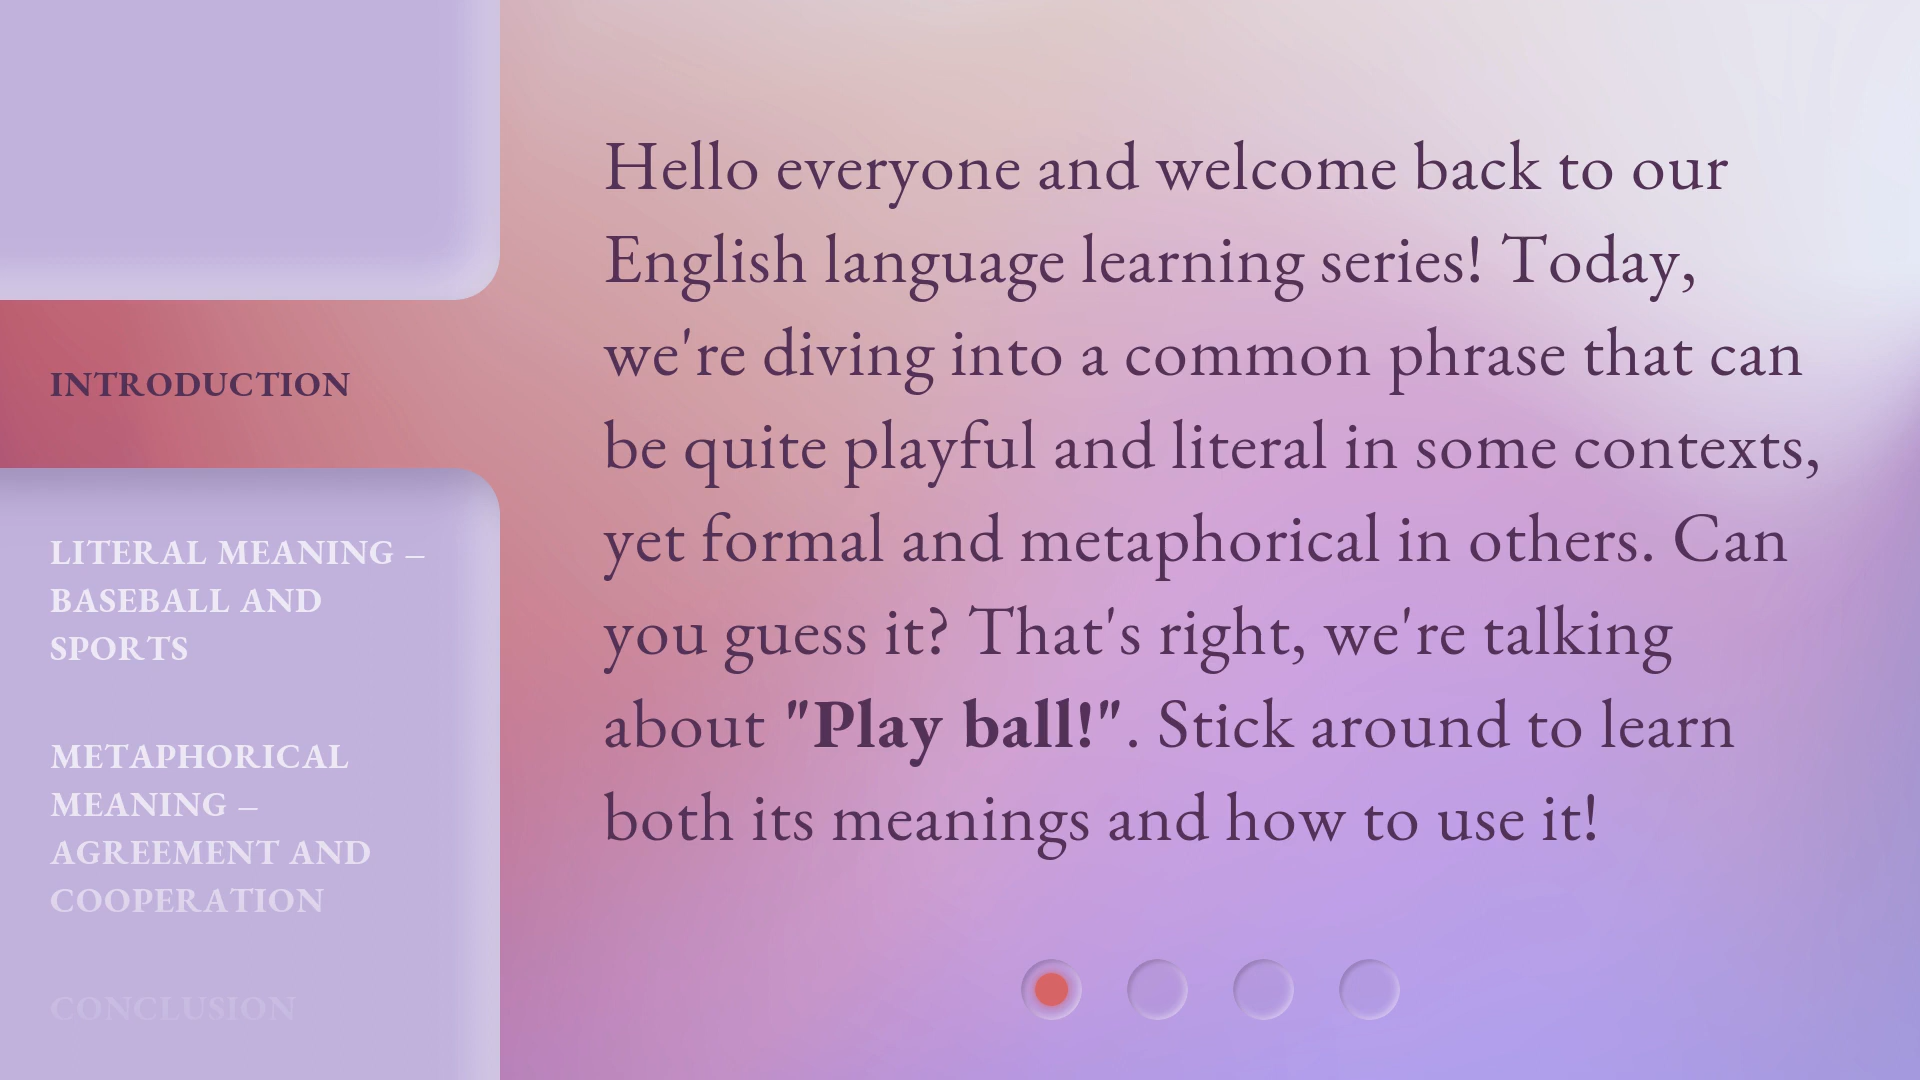 INTRODUCTION
LITERAL MEANING –
BASEBALL AND
SPORTS
METAPHORICAL
MEANING –
AGREEMENT AND
COOPERATION
CONCLUSION
Hello everyone and welcome back to our
English language learning series! Today,
we're diving into a common phrase that can
be quite playful and literal in some contexts,
yet formal and metaphorical in others. Can
you guess it? That's right, we're talking
about "Play ball!". Stick around to learn
both its meanings and how to use it!